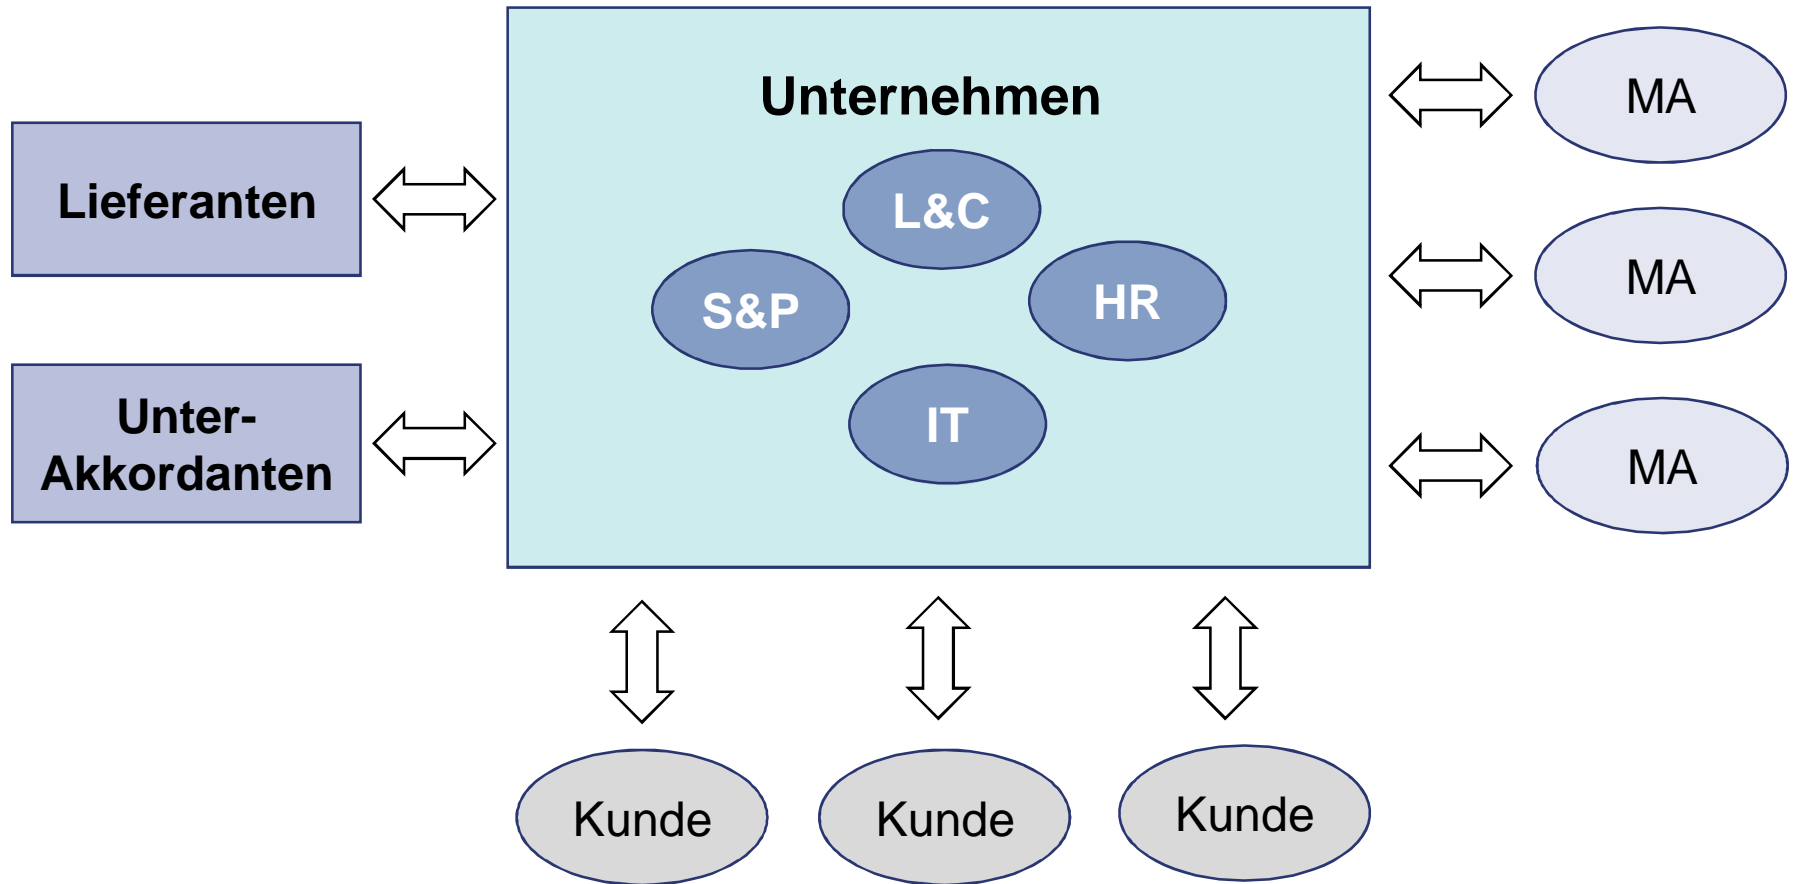 Unternehmen
MA
Lieferanten
L&C
MA
S&P
HR
Unter-
Akkordanten
IT
MA
Kunde
Kunde
Kunde